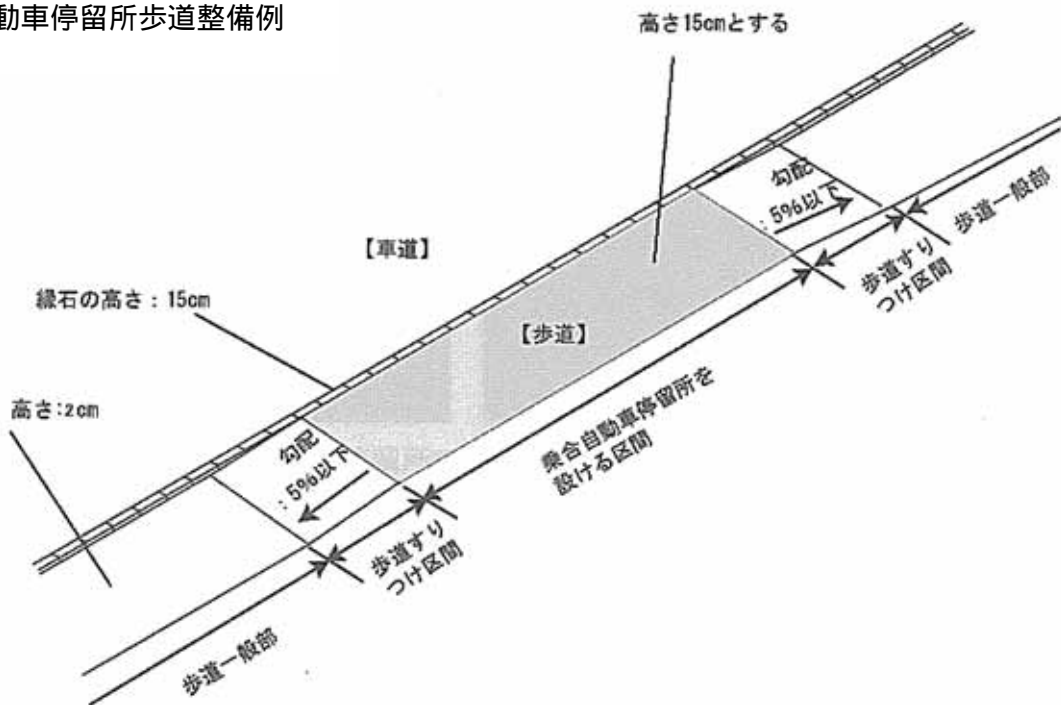 動車停留所歩道整備例
高さ15cmとする
勾配
:5%以下
歩道一般部
歩道すり
つけ区間
【車道】
縁石の高さ:15cm
【歩道】
高さ:2cm
乗合自動車停留所を
設ける区間
勾配
:5%以下
歩道すり
つけ区間
歩道一般部